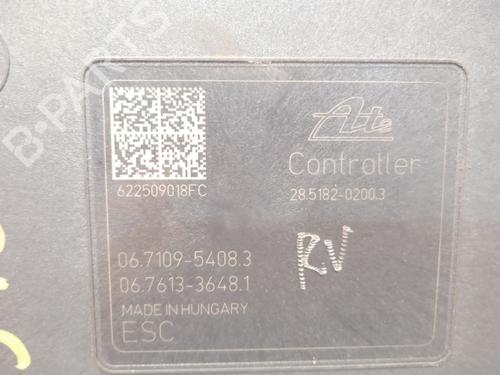 B-PARTS
Ate
Controller
622509018FC
28.5182-0200.3
06.7109-5408.3
RV
06.7613-3648.1
MADE IN HUNGARY
ESC